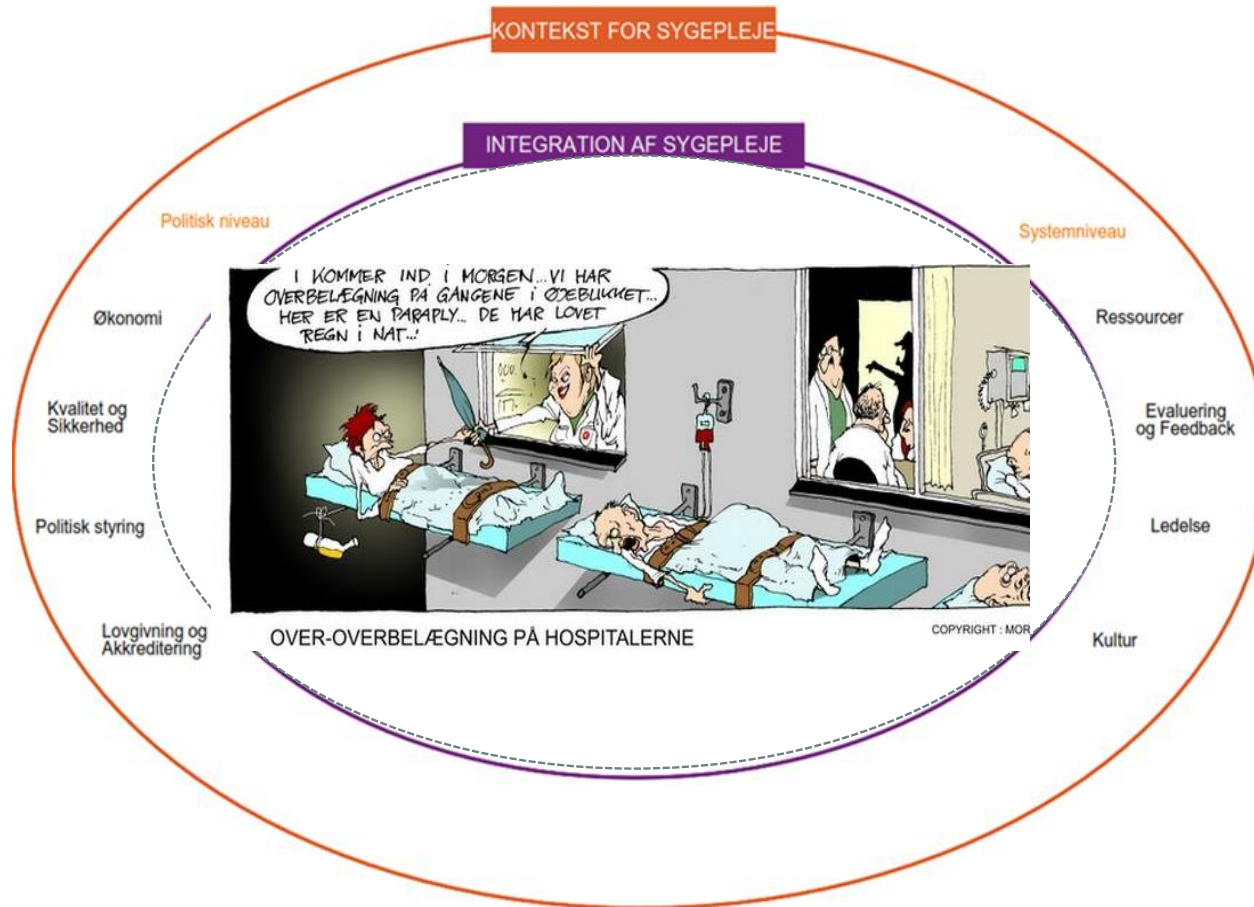 KONTEKST FOR SYGEPLEJE
INTEGRATION AF SYGEPLEJE
Politisk niveau
Økonomi
Kvalitet og
Sikkerhed
Politisk styring
Lovgivning og
Akkreditering
I KOMMER IND I MORGEN...VI HAR
OVERBELÆGNING PÅ GANGENE I ØJEBLIKKET...
HER ER EN PARAPLY... DE HAR LOVET
REGN I NAT..!
OVER-OVERBELÆGNING PÅ HOSPITALERNE
COPYRIGHT : MOR
Systemniveau
Ressourcer
Evaluering
og Feedback
Ledelse
Kultur